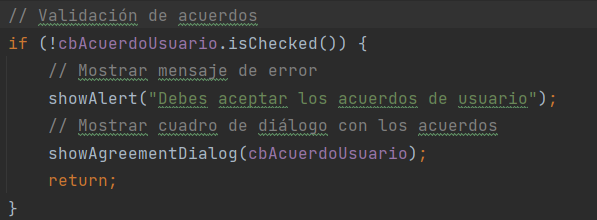 // Validación de acuerdos
if (!cbAcuerdoUsuario.isChecked()) {
    // Mostrar mensaje de error
    showAlert("Debes aceptar los acuerdos de usuario");
    // Mostrar cuadro de diálogo con los acuerdos
    showAgreementDialog(cbAcuerdoUsuario);
    return;
}